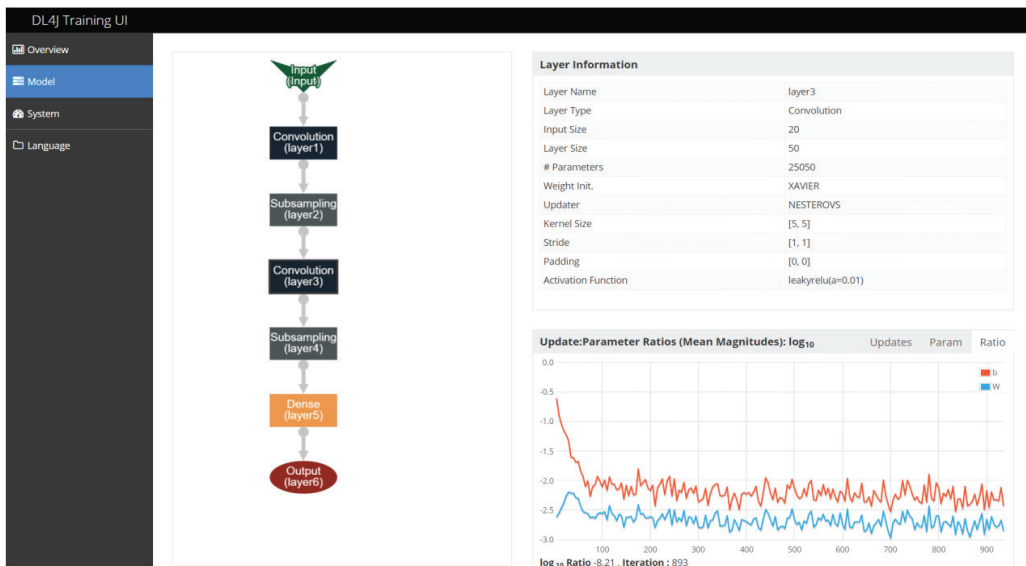 DL4J Training UI
Overview
Model
System
Language
Input
(Input)
Convolution
(layer1)
Subsampling
(layer2)
Convolution
(layer3)
Subsampling
(layer4)
Dense
(layer5)
Output
(layer6)
Layer Information
Layer Name layer3
Layer Type Convolution
Input Size 20
Layer Size 50
# Parameters 25050
Weight Init. XAVIER
Updater NESTEROVS
Kernel Size [5, 5]
Stride [1, 1]
Padding [0, 0]
Activation Function leakyrelu(a=0.01)
Update:Parameter Ratios (Mean Magnitudes): log₁₀ Updates Param Ratio
0.0
b
W
-0.5
-1.0
-1.5
-2.0
-2.5
-3.0
100 200 300 400 500 600 700 800 900
log ₁₀ Ratio -8.21 , Iteration : 893